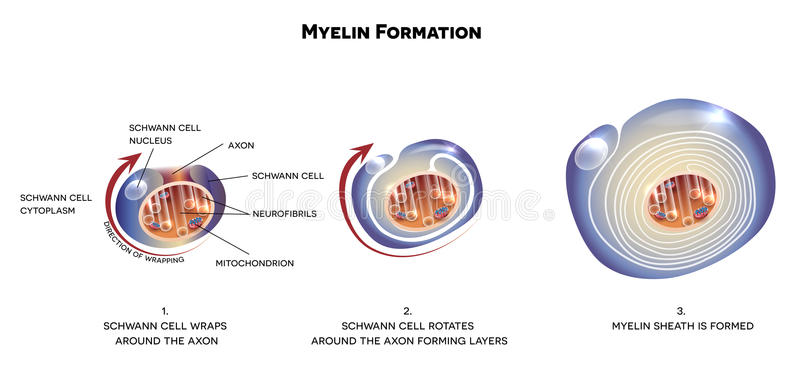 MYELIN FORMATION
SCHWANN CELL
NUCLEUS
AXON
SCHWANN CELL
SCHWANN CELL
CYTOPLASM
NEUROFIBRILS
DIRECTION OF WRAPPING
MITOCHONDRION
1.
SCHWANN CELL WRAPS
AROUND THE AXON
2.
SCHWANN CELL ROTATES
AROUND THE AXON FORMING LAYERS
3.
MYELIN SHEATH IS FORMED
dreamstime